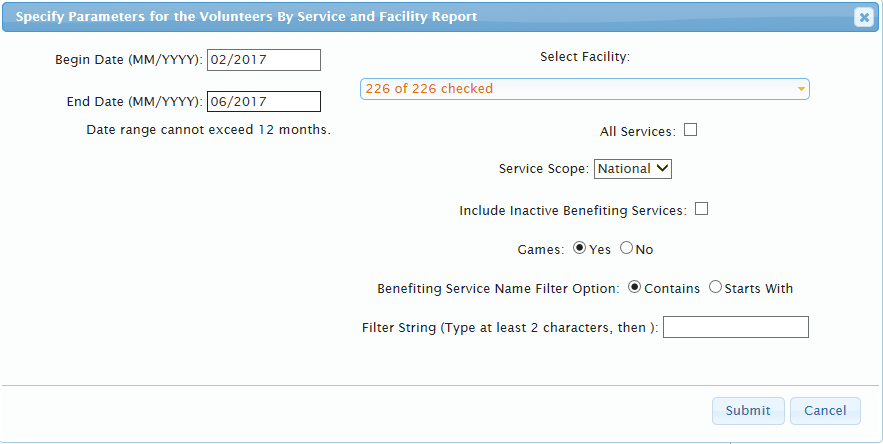 Specify Parameters for the Volunteers By Service and Facility Report
Begin Date (MM/YYYY): 02/2017
End Date (MM/YYYY): 06/2017
Date range cannot exceed 12 months.
Select Facility:
226 of 226 checked
All Services:
Service Scope: National
Include Inactive Benefiting Services:
Games: Yes No
Benefiting Service Name Filter Option: Contains Starts With
Filter String (Type at least 2 characters, then ):
Submit Cancel